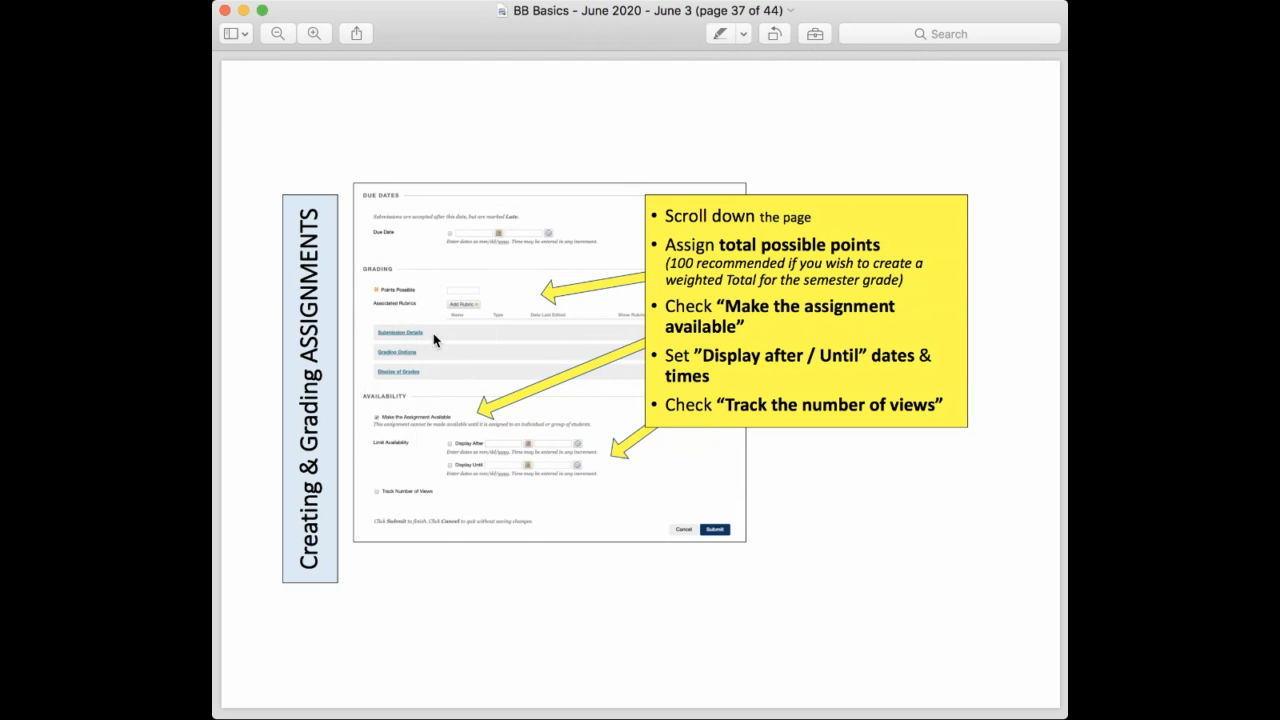 BB Basics - June 2020 - June 3 (page 37 of 44)
Search
Creating & Grading ASSIGNMENTS
DUE DATES
Submissions are accepted after this date, but are marked Late.
Due Date
Enter dates as mm/dd/yyyy. Time may be entered in any increment.
GRADING
Points Possible
Associated Rubrics
Add Rubric
Name Type Date Last Edited Show Rubric
Submission Details
Grading Options
Display of Grades
AVAILABILITY
Make the Assignment Available
This assignment cannot be made available until it is assigned to an individual or group of students.
Limit Availability
Display After
Enter dates as mm/dd/yyyy. Time may be entered in any increment.
Display Until
Enter dates as mm/dd/yyyy. Time may be entered in any increment.
Track Number of Views
Click Submit to finish. Click Cancel to quit without saving changes.
Cancel
Submit
• Scroll down the page
• Assign total possible points
(100 recommended if you wish to create a
weighted Total for the semester grade)
• Check “Make the assignment
available”
• Set ”Display after / Until” dates &
times
• Check “Track the number of views”